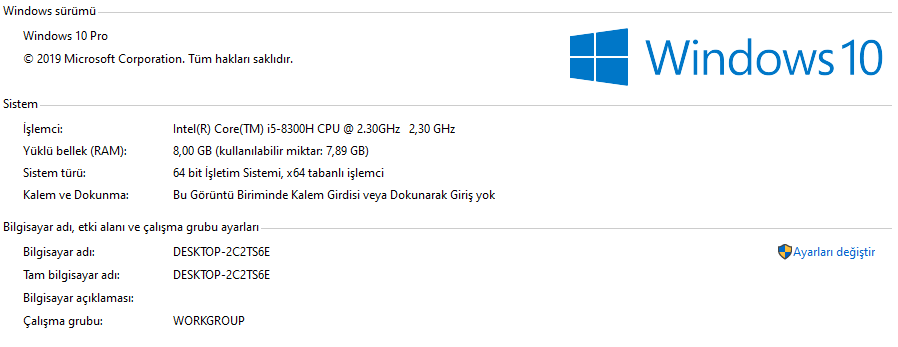 Windows sürümü
Windows 10 Pro
© 2019 Microsoft Corporation. Tüm hakları saklıdır.
Windows 10
Sistem
İşlemci: Intel(R) Core(TM) i5-8300H CPU @ 2.30GHz 2,30 GHz
Yüklü bellek (RAM): 8,00 GB (kullanılabilir miktar: 7,89 GB)
Sistem türü: 64 bit İşletim Sistemi, x64 tabanlı işlemci
Kalem ve Dokunma: Bu Görüntü Biriminde Kalem Girdisi veya Dokunarak Giriş yok
Bilgisayar adı, etki alanı ve çalışma grubu ayarları
Bilgisayar adı: DESKTOP-2C2TS6E Ayarları değiştir
Tam bilgisayar adı: DESKTOP-2C2TS6E
Bilgisayar açıklaması:
Çalışma grubu: WORKGROUP